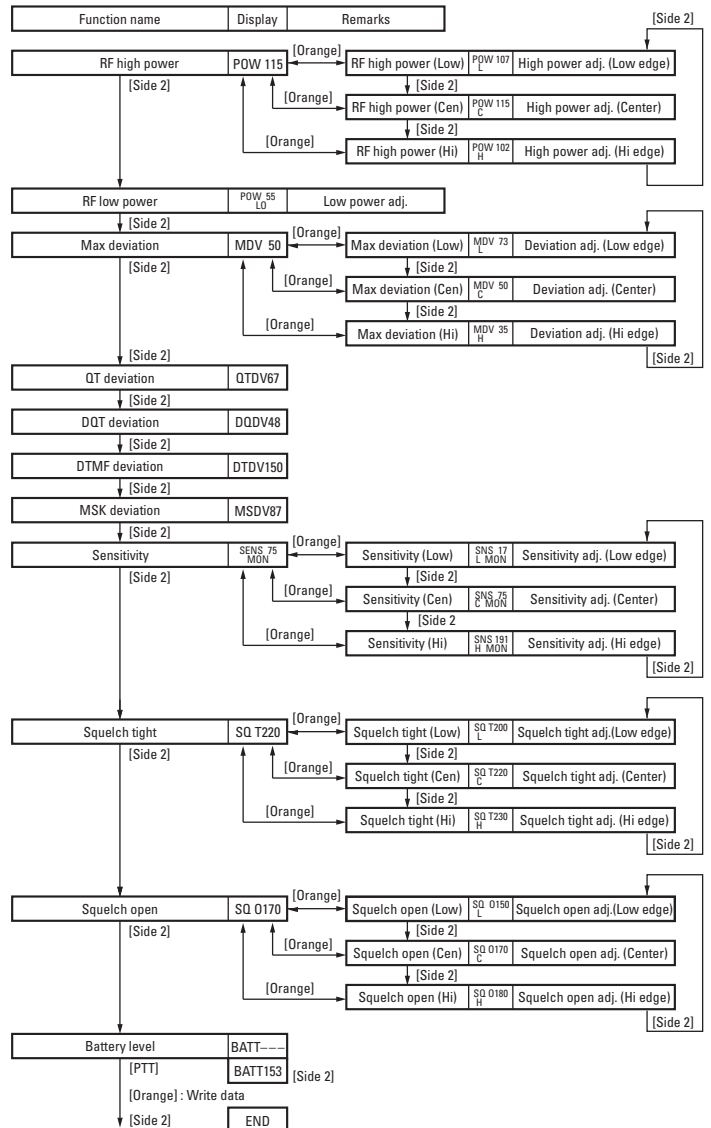 Function name Display Remarks
[Side 2]
RF high power POW 115 [Orange] RF high power (Low) POW 107 L High power adj. (Low edge)
[Side 2] [Side 2]
[Orange] RF high power (Cen) POW 115 C High power adj. (Center)
[Side 2]
[Orange] RF high power (Hi) POW 102 H High power adj. (Hi edge)
RF low power POW 55 LO Low power adj.
[Side 2]
Max deviation MDV 50 [Orange] Max deviation (Low) MDV 73 L Deviation adj. (Low edge)
[Side 2] [Side 2]
[Orange] Max deviation (Cen) MDV 50 C Deviation adj. (Center)
[Side 2]
[Orange] Max deviation (Hi) MDV 35 H Deviation adj. (Hi edge)
[Side 2] [Side 2]
QT deviation QTDV67
[Side 2]
DQT deviation DQDV48
[Side 2]
DTMF deviation DTDV150
[Side 2]
MSK deviation MSDV87
[Side 2]
Sensitivity SENS 75 MON [Orange] Sensitivity (Low) SNS 17 L MON Sensitivity adj. (Low edge)
[Side 2] [Side 2]
[Orange] Sensitivity (Cen) SNS 75 C MON Sensitivity adj. (Center)
[Side 2
[Orange] Sensitivity (Hi) SNS 191 H MON Sensitivity adj. (Hi edge)
[Side 2]
Squelch tight SQ T220 [Orange] Squelch tight (Low) SQ T200 L Squelch tight adj.(Low edge)
[Side 2] [Side 2]
[Orange] Squelch tight (Cen) SQ T220 C Squelch tight adj. (Center)
[Side 2]
[Orange] Squelch tight (Hi) SQ T230 H Squelch tight adj. (Hi edge)
[Side 2]
Squelch open SQ O170 [Orange] Squelch open (Low) SQ O150 L Squelch open adj.(Low edge)
[Side 2] [Side 2]
[Orange] Squelch open (Cen) SQ O170 C Squelch open adj. (Center)
[Side 2]
[Orange] Squelch open (Hi) SQ O180 H Squelch open adj. (Hi edge)
[Side 2]
Battery level BATT−−−
[PTT] BATT153 [Side 2]
[Orange] : Write data
[Side 2] END